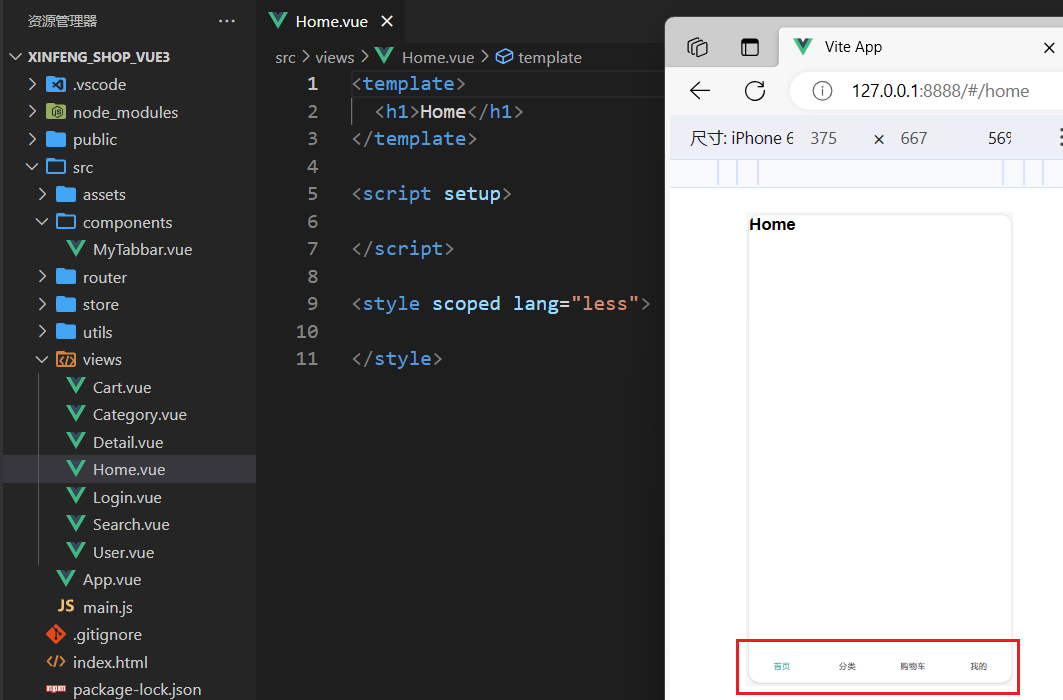 资源管理器 ···
XINFENG_SHOP_VUE3
.vscode
node_modules
public
src
assets
components
MyTabbar.vue
router
store
utils
views
Cart.vue
Category.vue
Detail.vue
Home.vue
Login.vue
Search.vue
User.vue
App.vue
JS main.js
.gitignore
index.html
npm package-lock.json
Home.vue
src > views > Home.vue > template
1 <template>
2 <h1>Home</h1>
3 </template>
4
5 <script setup>
6
7 </script>
8
9 <style scoped lang="less">
10
11 </style>
Vite App
127.0.0.1:8888/#/home
尺寸: iPhone 6 375 × 667 56%
Home
首页 分类 购物车 我的